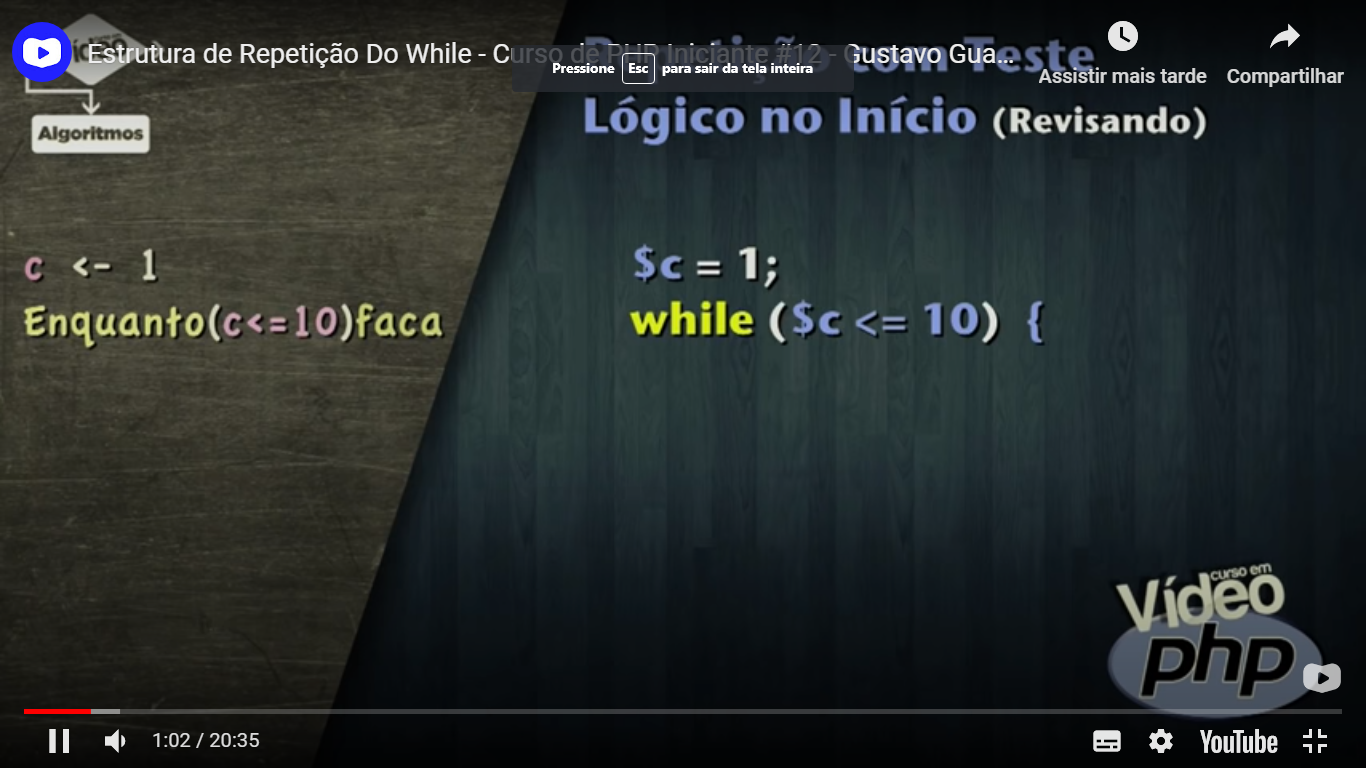 Estrutura de Repetição Do While - Curso de PHP Iniciante #12 - Gustavo Gua...
Pressione Esc para sair da tela inteira
Assistir mais tarde
Compartilhar
com Teste
Lógico no Início (Revisando)
Algoritmos
c <- 1
Enquanto(c<=10)faca
$c = 1;
while ($c <= 10) {
curso em
Vídeo
php
1:02 / 20:35
YouTube